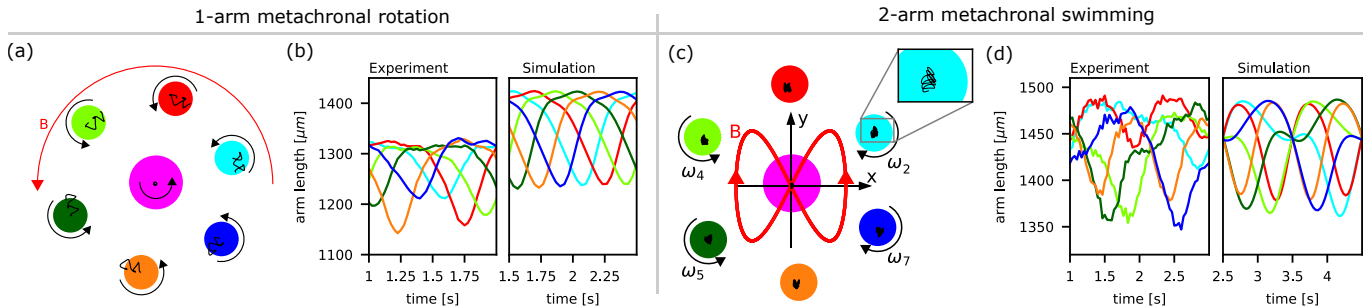 1-arm metachronal rotation
2-arm metachronal swimming
(a)
B
(b)
Experiment
Simulation
arm length [μm]
1400
1300
1200
1100
1
1.25
1.5
1.75
1.5
1.75
2
2.25
time [s]
time [s]
(c)
B
y
x
ω4
ω2
ω5
ω7
(d)
Experiment
Simulation
arm length [μm]
1500
1450
1400
1350
1
1.5
2
2.5
2.5
3
3.5
4
time [s]
time [s]